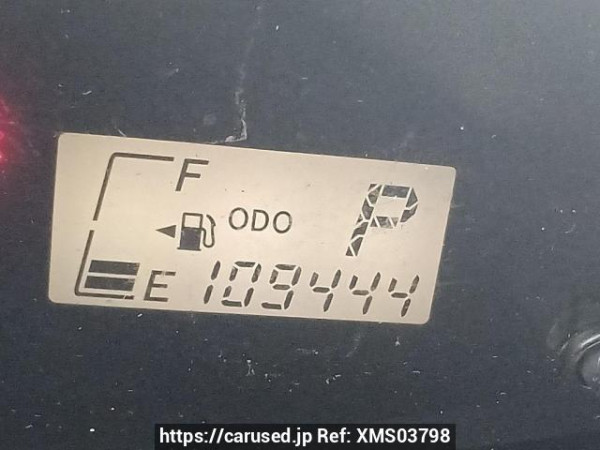 F
ODO
P
E 109444
https://carused.jp Ref: XMS03798